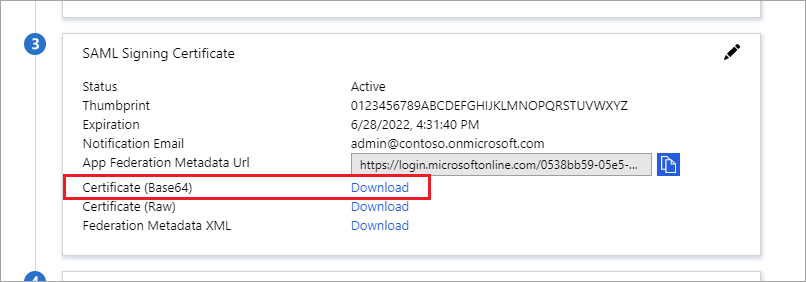 3
SAML Signing Certificate
Status Active
Thumbprint 0123456789ABCDEFGHIJKLMNOPQRSTUVWXYZ
Expiration 6/28/2022, 4:31:40 PM
Notification Email admin@contoso.onmicrosoft.com
App Federation Metadata Url https://login.microsoftonline.com/0538bb59-05e5-...
Certificate (Base64) Download
Certificate (Raw) Download
Federation Metadata XML Download
4